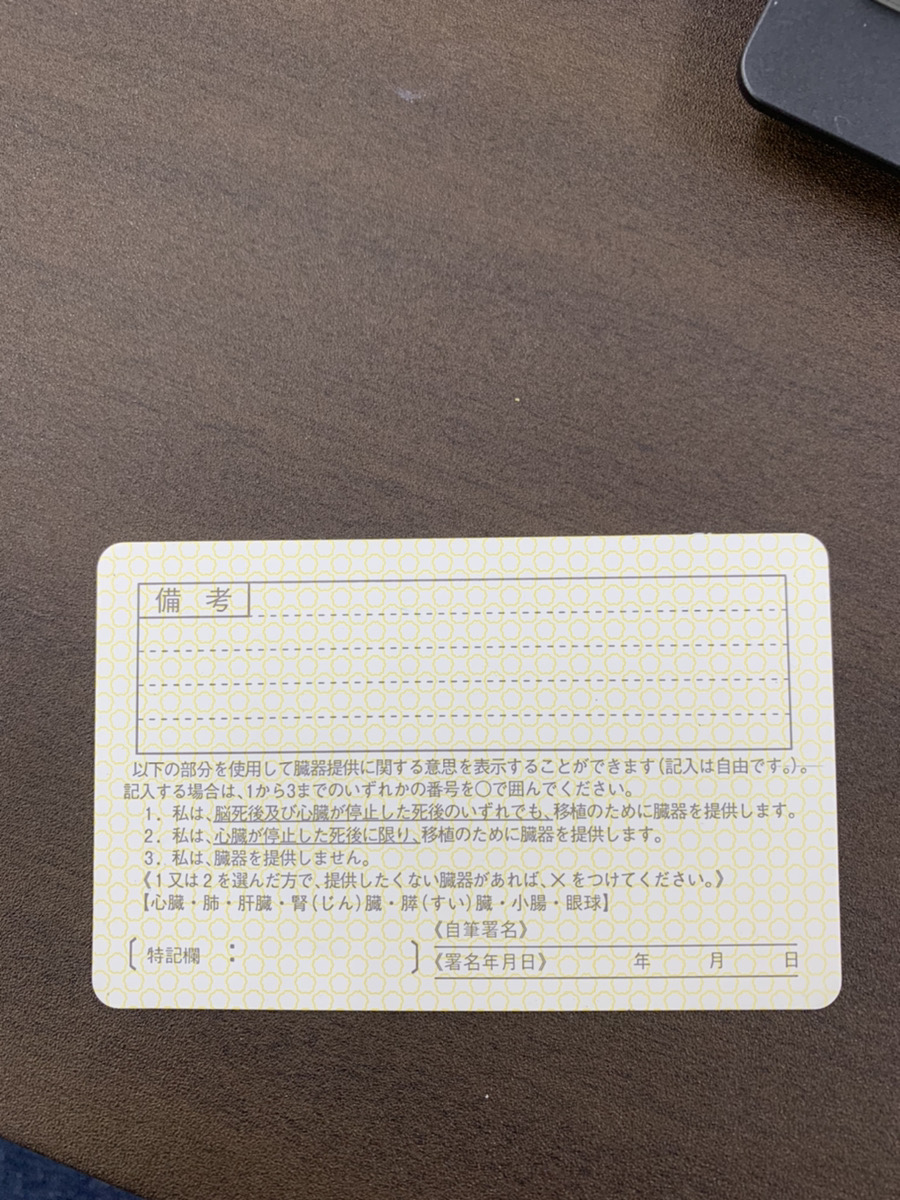 備 考
以下の部分を使用して臓器提供に関する意思を表示することができます(記入は自由です。)。
記入する場合は、1から3までのいずれかの番号を〇で囲んでください。
1. 私は、脳死後及び心臓が停止した死後のいずれでも、移植のために臓器を提供します。
2. 私は、心臓が停止した死後に限り、移植のために臓器を提供します。
3. 私は、臓器を提供しません。
《1又は2を選んだ方で、提供したくない臓器があれば、×をつけてください。》
【心臓・肺・肝臓・腎(じん)臓・膵(すい)臓・小腸・眼球】
〔特記欄 : 〕
《自筆署名》
《署名年月日》 年 月 日